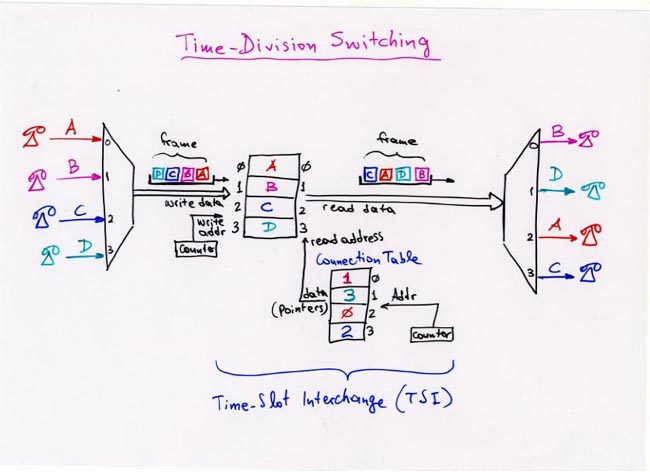 Time-Division Switching
A
B
C
D
0
1
2
3
frame
D C B A
write data
write addr
counter
Ø
1
2
3
A
B
C
D
Ø
1
2
3
frame
C A D B
read data
read address
Connection Table
data
(pointers)
1
3
Ø
2
Ø
1
2
3
Addr
counter
0
1
2
3
B
D
A
C
Time-Slot Interchange (TSI)